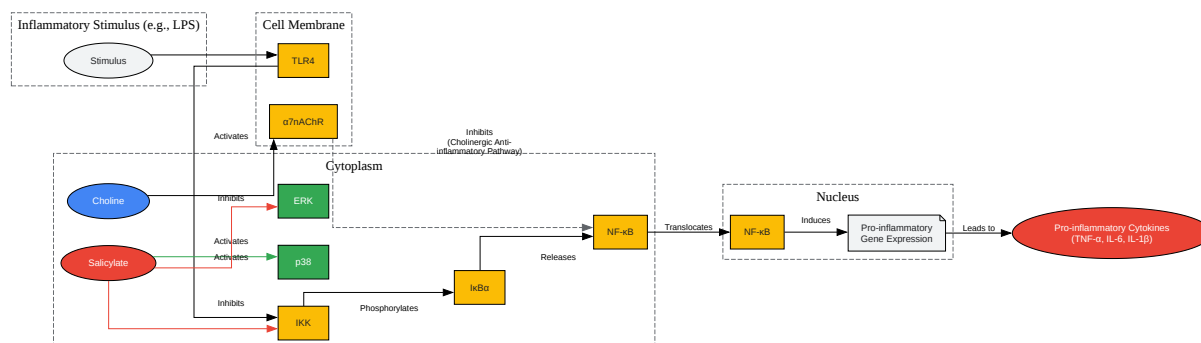 Inflammatory Stimulus (e.g., LPS)
Cell Membrane
Stimulus
TLR4
α7nAChR
Activates
Inhibits
(Cholinergic Anti-
inflammatory Pathway)
Cytoplasm
Choline
Inhibits
ERK
Nucleus
NF-κB
Translocates
NF-κB
Induces
Pro-inflammatory
Gene Expression
Leads to
Pro-inflammatory Cytokines
(TNF-α, IL-6, IL-1β)
Activates
Activates
Salicylate
p38
Releases
IκBα
Inhibits
Phosphorylates
IKK